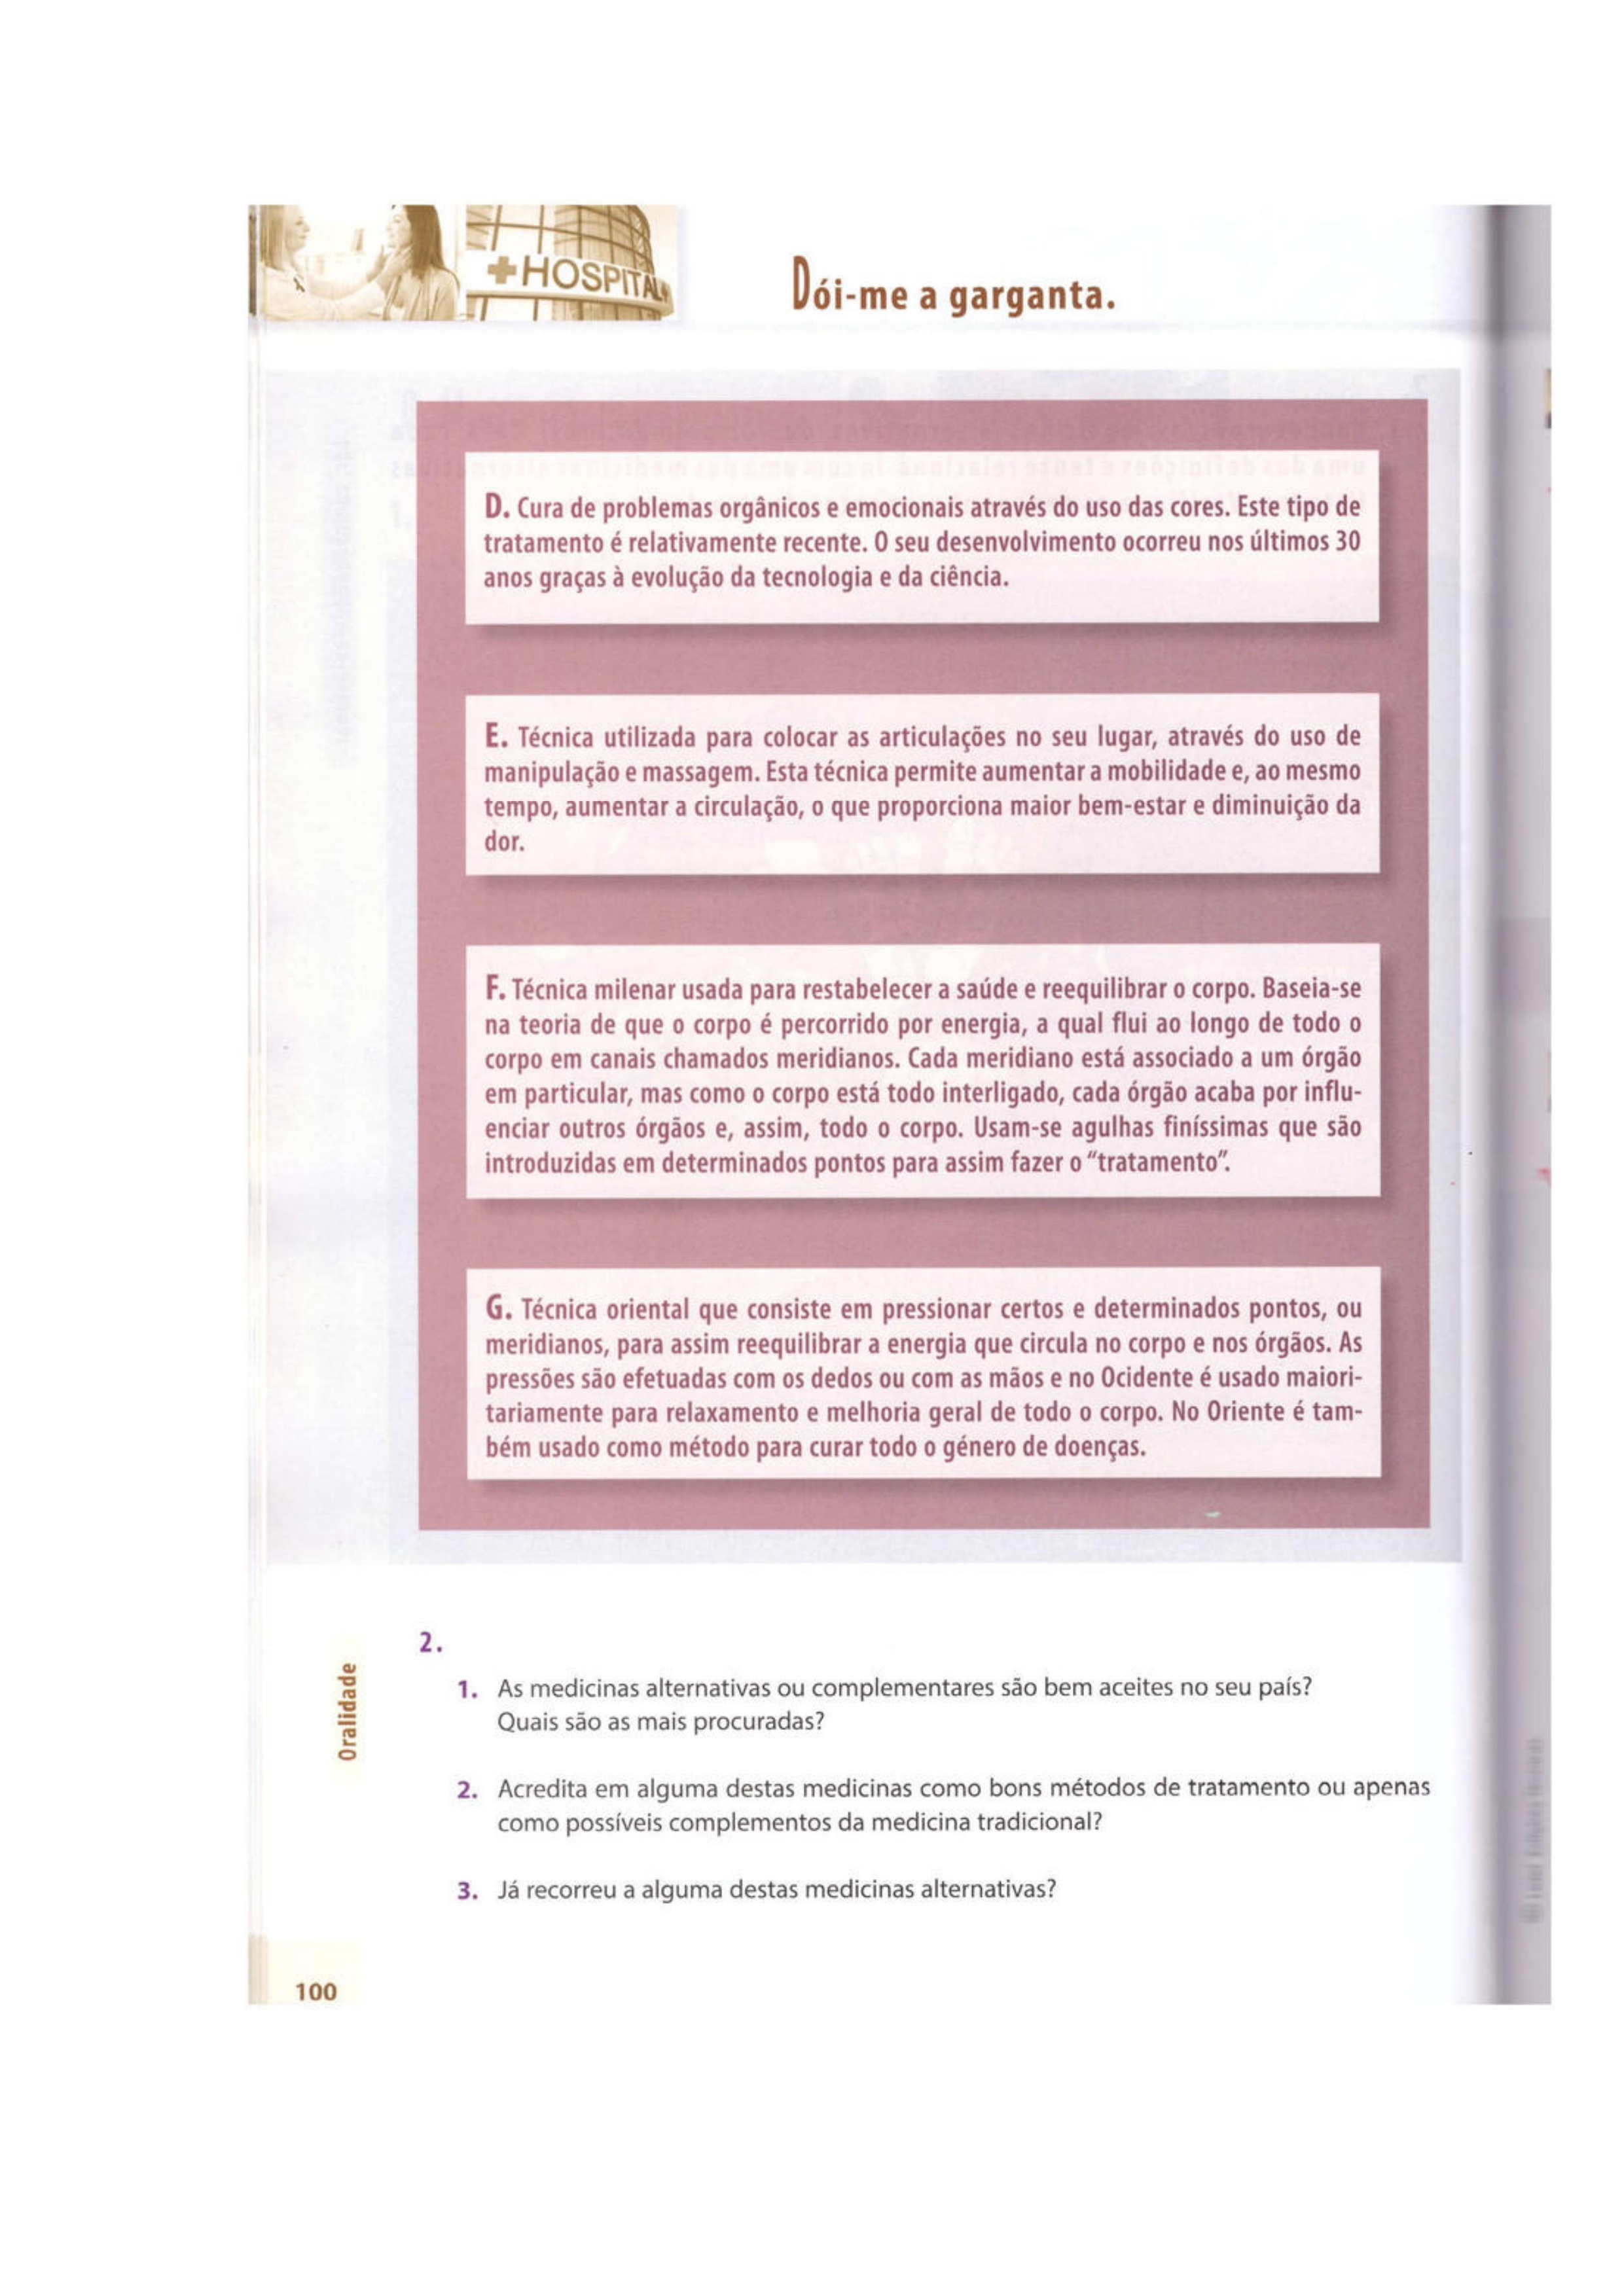 +HOSPITAL
Dói-me a garganta.
D. Cura de problemas orgânicos e emocionais através do uso das cores. Este tipo de
tratamento é relativamente recente. O seu desenvolvimento ocorreu nos últimos 30
anos graças à evolução da tecnologia e da ciência.
E. Técnica utilizada para colocar as articulações no seu lugar, através do uso de
manipulação e massagem. Esta técnica permite aumentar a mobilidade e, ao mesmo
tempo, aumentar a circulação, o que proporciona maior bem-estar e diminuição da
dor.
F. Técnica milenar usada para restabelecer a saúde e reequilibrar o corpo. Baseia-se
na teoria de que o corpo é percorrido por energia, a qual flui ao longo de todo o
corpo em canais chamados meridianos. Cada meridiano está associado a um órgão
em particular, mas como o corpo está todo interligado, cada órgão acaba por influ-
enciar outros órgãos e, assim, todo o corpo. Usam-se agulhas finíssimas que são
introduzidas em determinados pontos para assim fazer o “tratamento”.
G. Técnica oriental que consiste em pressionar certos e determinados pontos, ou
meridianos, para assim reequilibrar a energia que circula no corpo e nos órgãos. As
pressões são efetuadas com os dedos ou com as mãos e no Ocidente é usado maiori-
tariamente para relaxamento e melhoria geral de todo o corpo. No Oriente é tam-
bém usado como método para curar todo o género de doenças.
2.
Oralidade
1. As medicinas alternativas ou complementares são bem aceites no seu país?
Quais são as mais procuradas?
2. Acredita em alguma destas medicinas como bons métodos de tratamento ou apenas
como possíveis complementos da medicina tradicional?
3. Já recorreu a alguma destas medicinas alternativas?
100